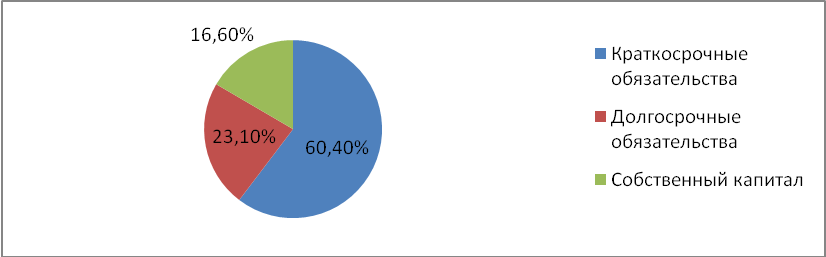 16,60%
23,10%
60,40%
Краткосрочные
обязательства
Долгосрочные
обязательства
Собственный капитал